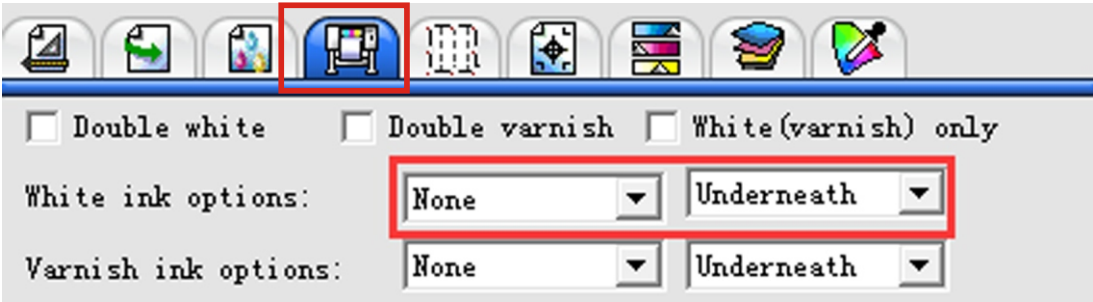 Double white Double varnish White(varnish) only
White ink options: None Underneath
Varnish ink options: None Underneath